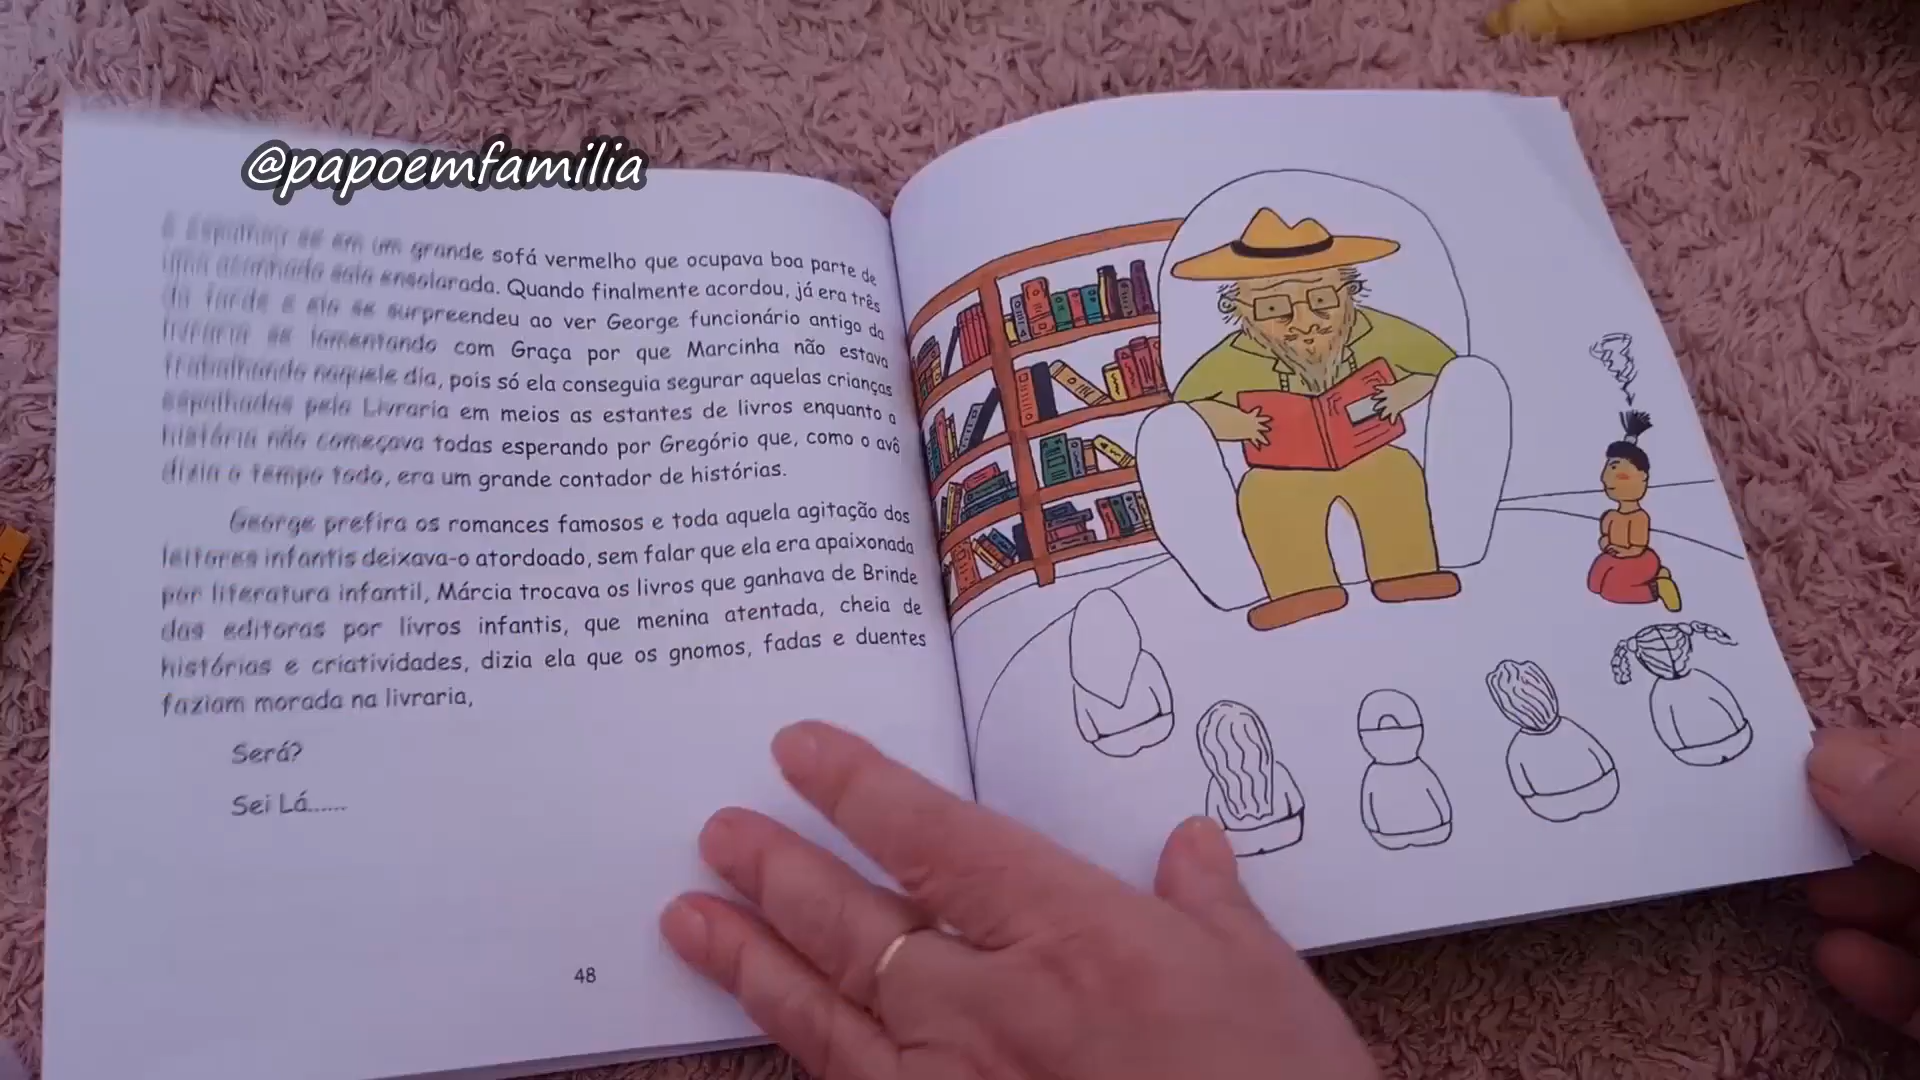 @papoemfamilia
e espalhou se em um grande sofá vermelho que ocupava boa parte de
uma acanhada sala ensolarada. Quando finalmente acordou, já era três
da tarde e ela se surpreendeu ao ver George funcionário antigo da
livraria se lamentando com Graça por que Marcinha não estava
trabalhando naquele dia, pois só ela conseguia segurar aquelas crianças
espalhadas pela Livraria em meios as estantes de livros enquanto a
história não começava todas esperando por Gregório que, como o avô
dizia o tempo todo, era um grande contador de histórias.
George prefira os romances famosos e toda aquela agitação dos
leitores infantis deixava-o atordoado, sem falar que ela era apaixonada
por literatura infantil, Márcia trocava os livros que ganhava de Brinde
das editoras por livros infantis, que menina atentada, cheia de
histórias e criatividades, dizia ela que os gnomos, fadas e duentes
faziam morada na livraria,
Será?
Sei Lá......
48